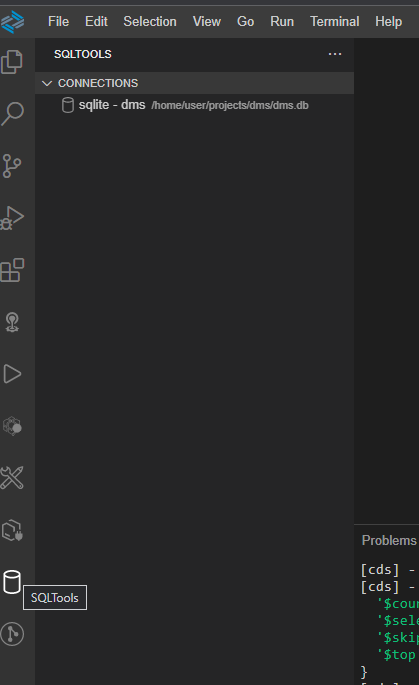 File Edit Selection View Go Run Terminal Help
SQLTOOLS ...
CONNECTIONS
sqlite - dms /home/user/projects/dms/dms.db
Problems
[cds] -
[cds] -
'$coun
'$sele
'$skip
'$top
}
SQLTools